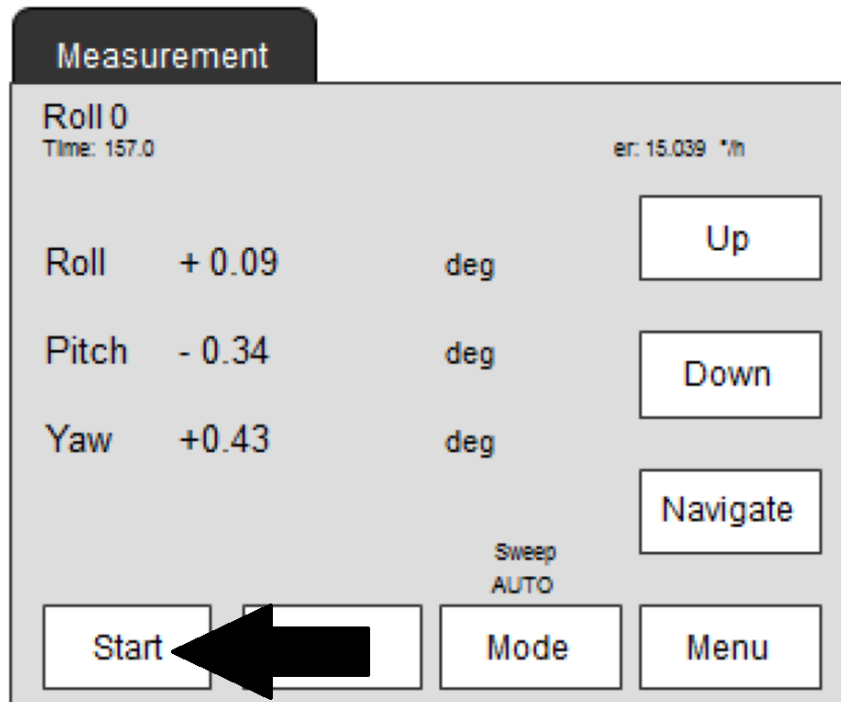 Measurement
Roll 0
Time: 157.0 er: 15.039 °/h
Up
Roll + 0.09 deg
Pitch - 0.34 deg
Down
Yaw +0.43 deg
Navigate
Sweep
AUTO
Start Mode Menu